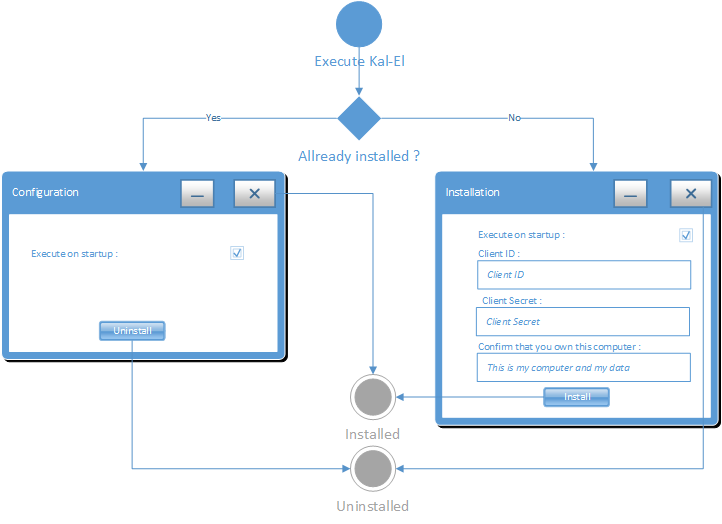 Execute Kal-El
Yes
No
Allready installed ?
Configuration
Execute on startup :
Uninstall
Installation
Execute on startup :
Client ID :
Client ID
Client Secret :
Client Secret
Confirm that you own this computer :
This is my computer and my data
Install
Installed
Uninstalled